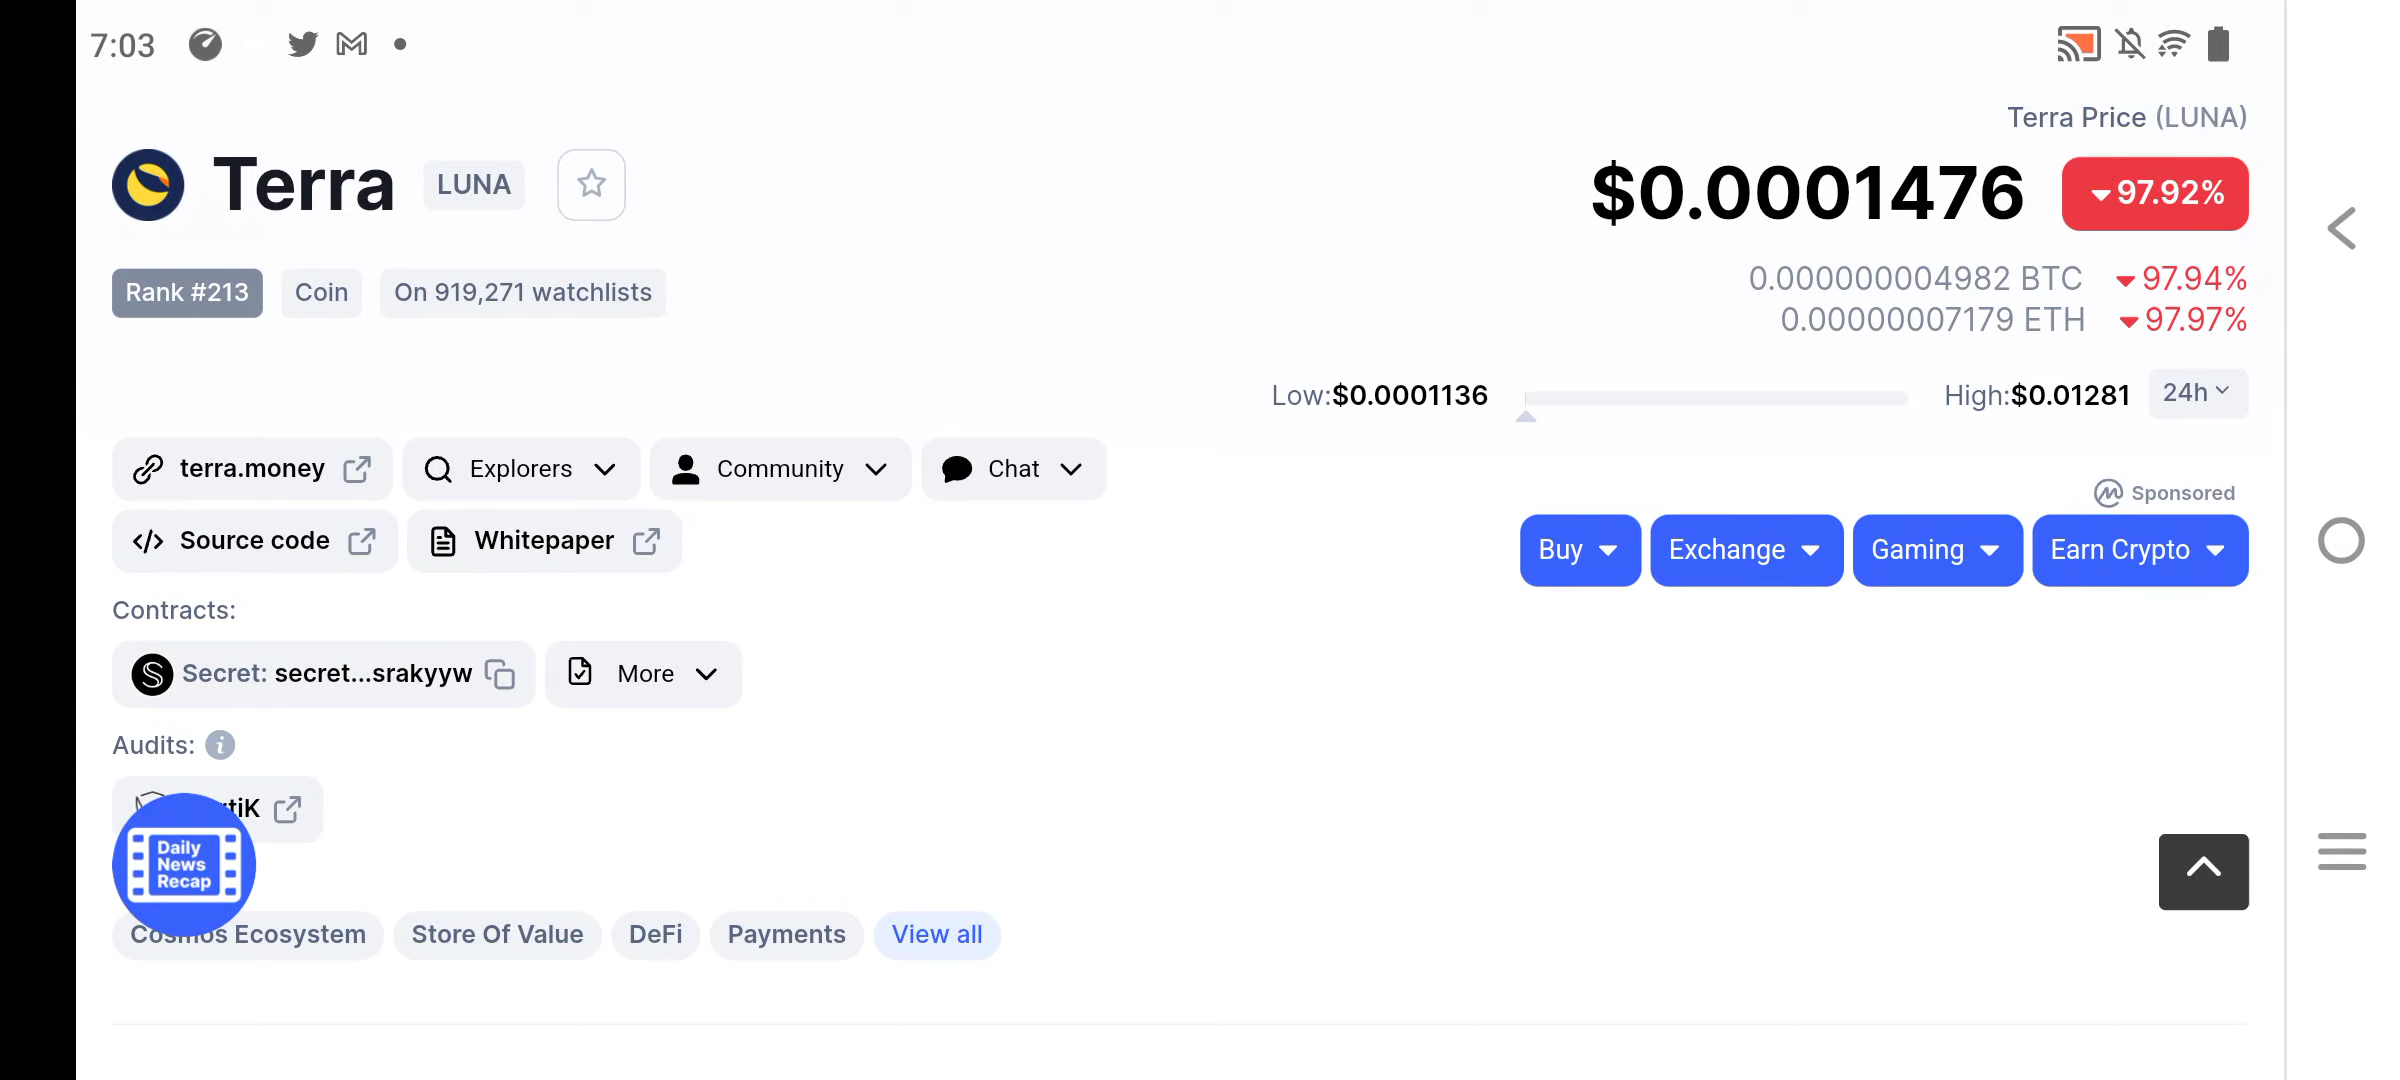 7:03
Terra Price (LUNA)
Terra LUNA
$0.0001476 97.92%
Rank #213 Coin On 919,271 watchlists
0.000000004982 BTC 97.94%
0.00000007179 ETH 97.97%
Low:$0.0001136 High:$0.01281 24h
terra.money Explorers Community Chat
Sponsored
Source code Whitepaper
Buy Exchange Gaming Earn Crypto
Contracts:
Secret: secret...srakyyw More
Audits:
tiK
Daily
News
Recap
Cosmos Ecosystem Store Of Value DeFi Payments View all